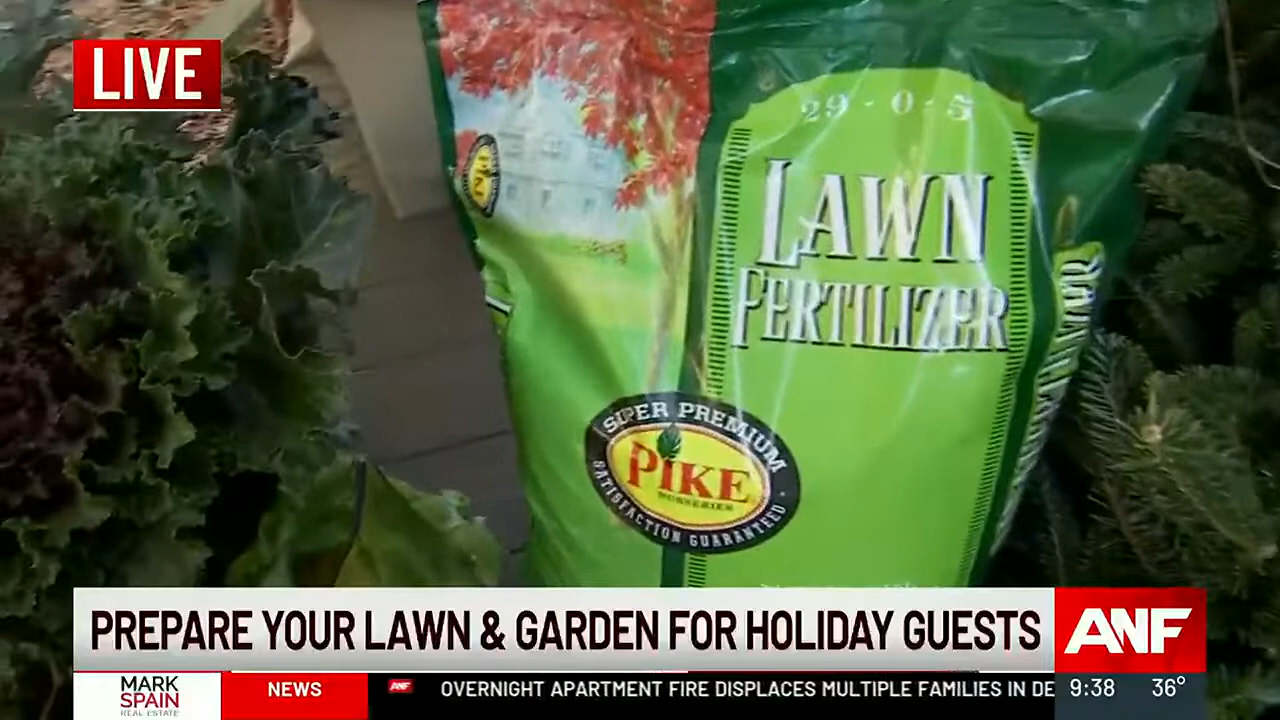 LIVE
29-0-5
LAWN
FERTILIZER
SUPER PREMIUM
PIKE
NURSERIES
SATISFACTION GUARANTEED
PREPARE YOUR LAWN & GARDEN FOR HOLIDAY GUESTS
ANF
MARK
SPAIN
REAL ESTATE
NEWS
ANF
OVERNIGHT APARTMENT FIRE DISPLACES MULTIPLE FAMILIES IN DE
9:38
36°